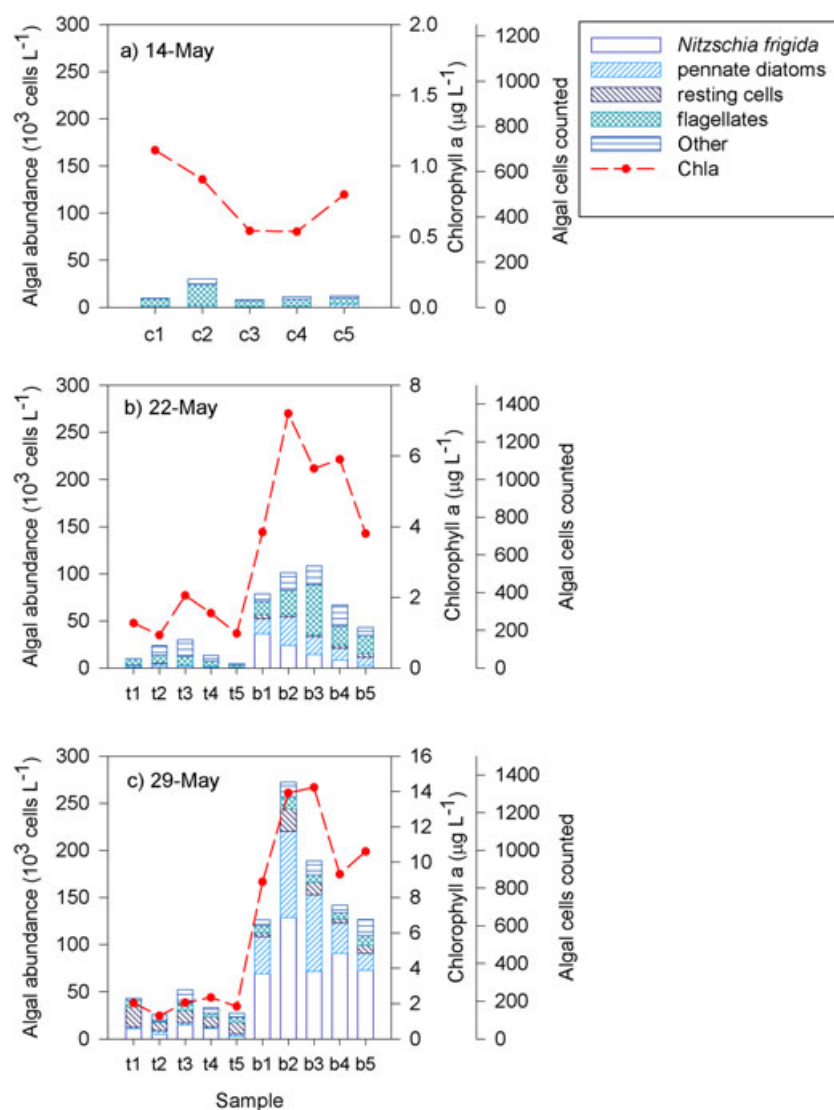 a) 14-May
Algal abundance (10³ cells L⁻¹)
300
250
200
150
100
50
0
c1 c2 c3 c4 c5
2.0
1.5
1.0
0.5
0.0
Chlorophyll a (µg L⁻¹)
1200
1000
800
600
400
200
0
Algal cells counted
Nitzschia frigida
pennate diatoms
resting cells
flagellates
Other
Chla
b) 22-May
Algal abundance (10³ cells L⁻¹)
300
250
200
150
100
50
0
t1 t2 t3 t4 t5 b1 b2 b3 b4 b5
8
6
4
2
0
Chlorophyll a (µg L⁻¹)
1400
1200
1000
800
600
400
200
0
Algal cells counted
c) 29-May
Algal abundance (10³ cells L⁻¹)
300
250
200
150
100
50
0
t1 t2 t3 t4 t5 b1 b2 b3 b4 b5
Sample
16
14
12
10
8
6
4
2
0
Chlorophyll a (µg L⁻¹)
1400
1200
1000
800
600
400
200
0
Algal cells counted